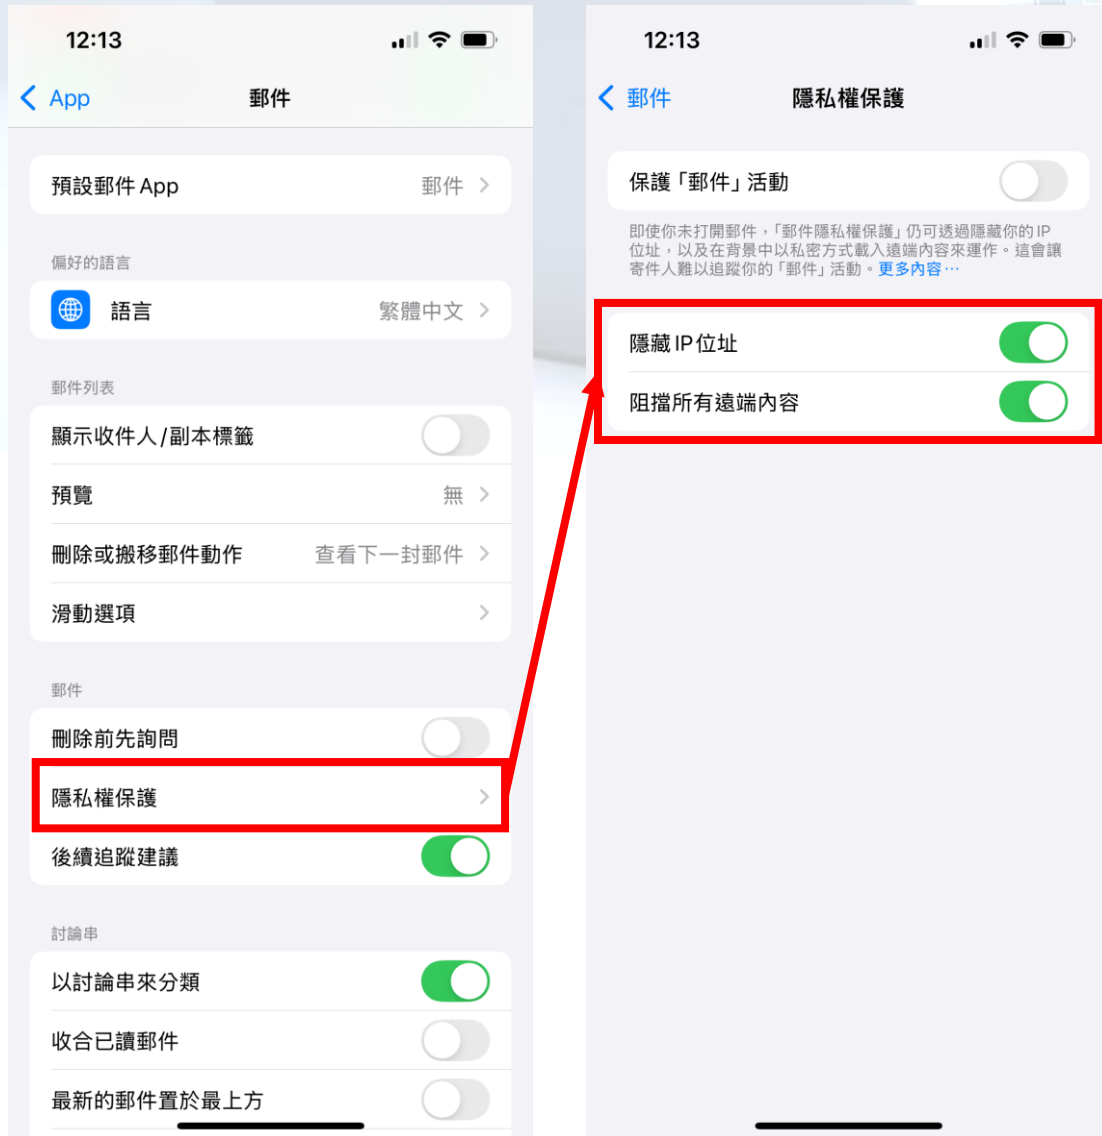 12:13
App
郵件
預設郵件 App
郵件
偏好的語言
語言
繁體中文
郵件列表
顯示收件人/副本標籤
預覽
無
刪除或搬移郵件動作
查看下一封郵件
滑動選項
郵件
刪除前先詢問
隱私權保護
後續追蹤建議
討論串
以討論串來分類
收合已讀郵件
最新的郵件置於最上方
12:13
郵件
隱私權保護
保護「郵件」活動
即使你未打開郵件，「郵件隱私權保護」仍可透過隱藏你的 IP
位址，以及在背景中以私密方式載入遠端內容來運作。這會讓
寄件人難以追蹤你的「郵件」活動。更多內容⋯
隱藏 IP 位址
阻擋所有遠端內容